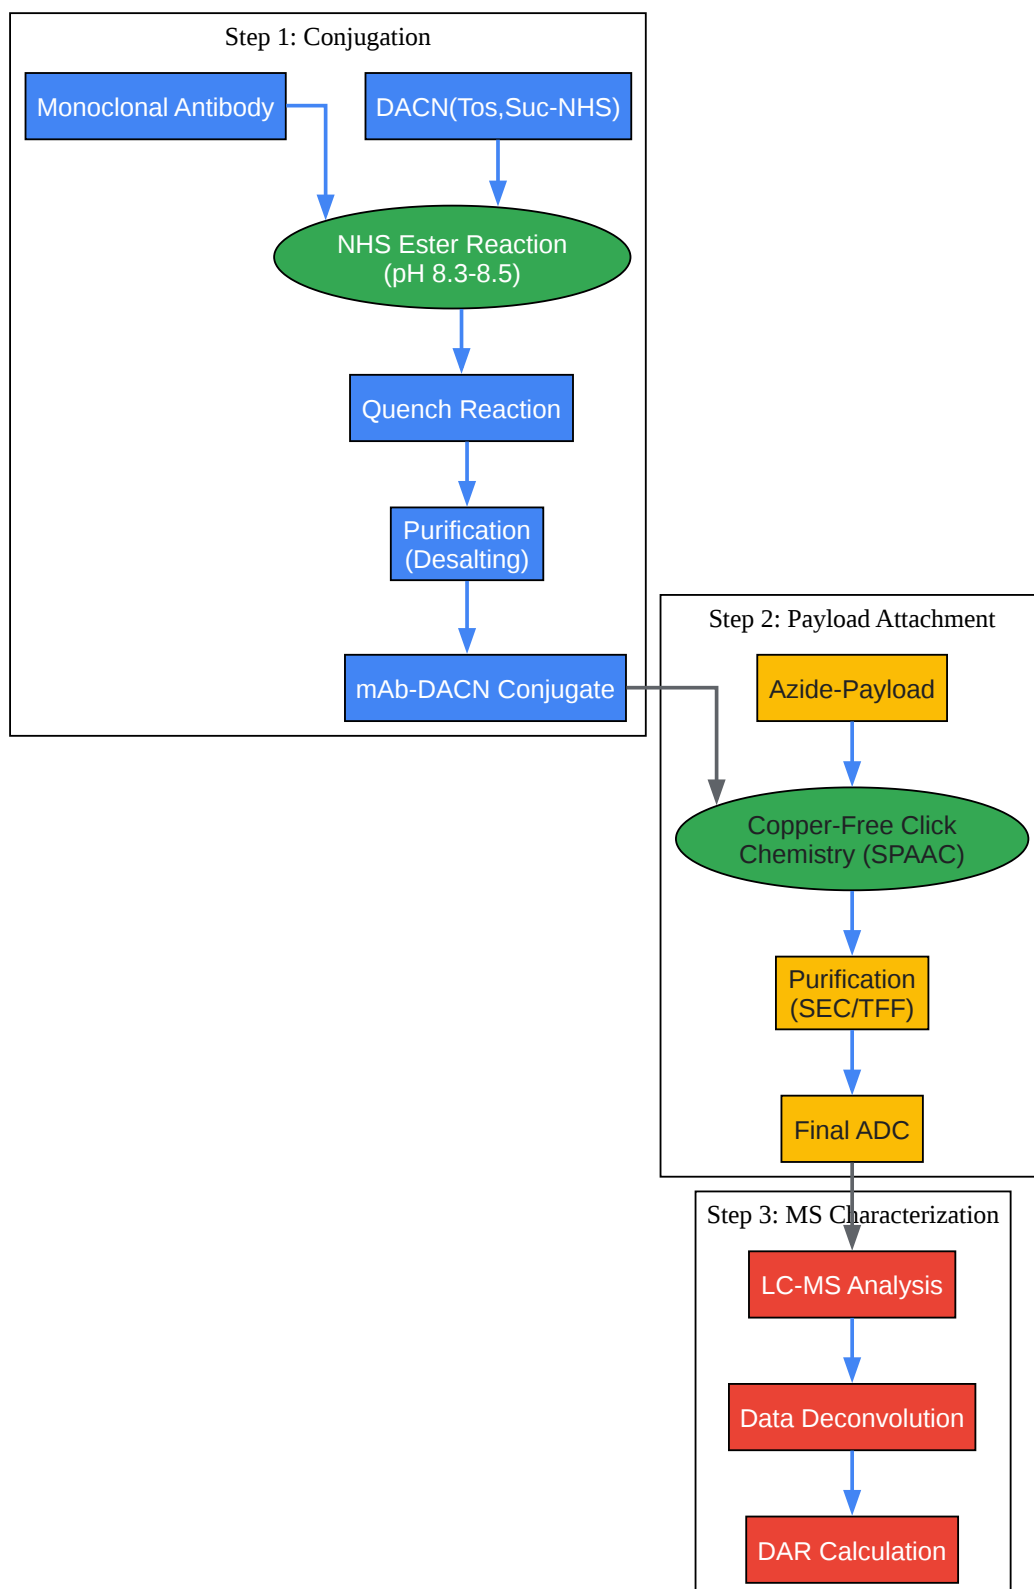 Step 1: Conjugation
Monoclonal Antibody
DACN(Tos,Suc-NHS)
NHS Ester Reaction
(pH 8.3-8.5)
Quench Reaction
Purification
(Desalting)
mAb-DACN Conjugate
Step 2: Payload Attachment
Azide-Payload
Copper-Free Click
Chemistry (SPAAC)
Purification
(SEC/TFF)
Final ADC
Step 3: MS Characterization
LC-MS Analysis
Data Deconvolution
DAR Calculation